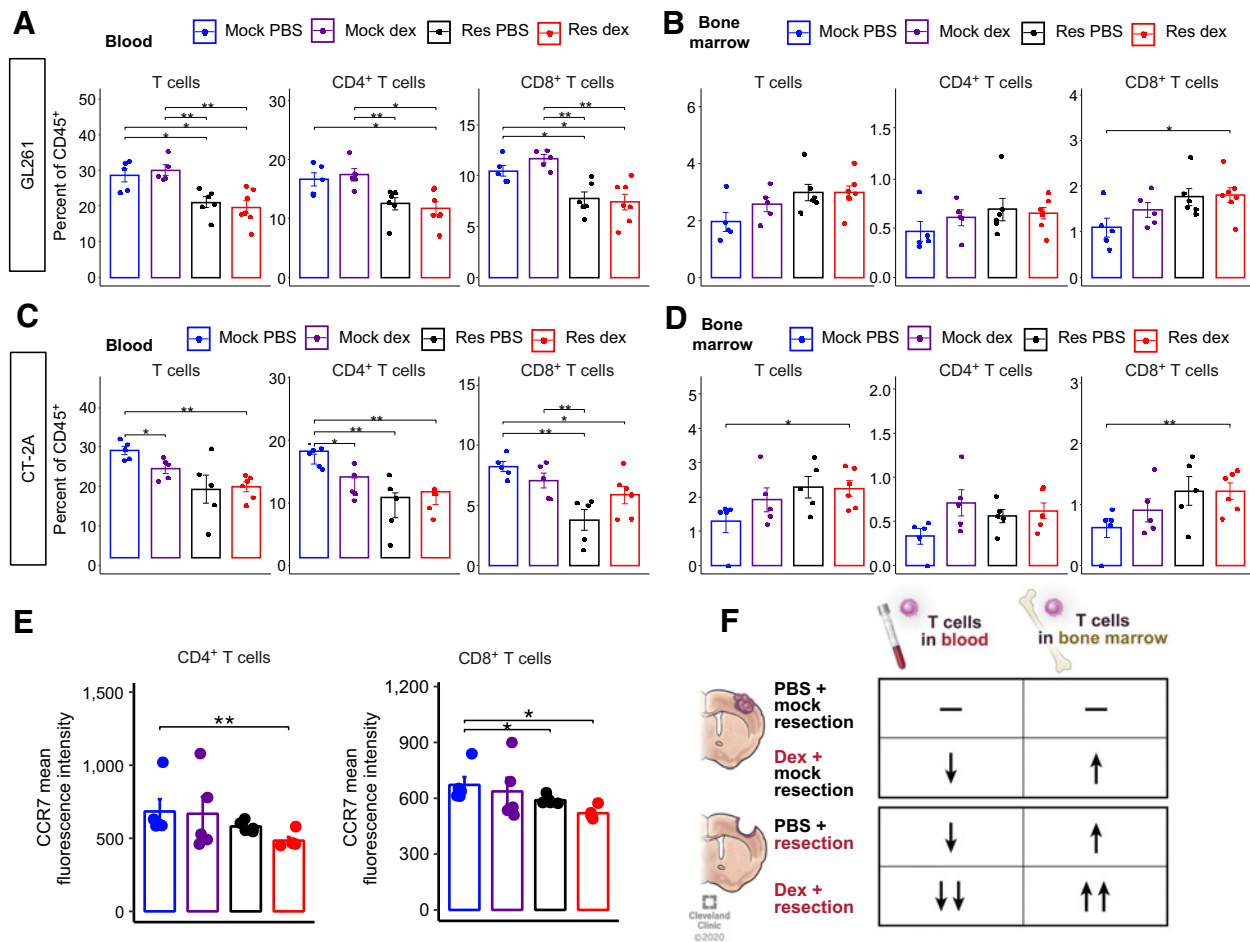 A
Blood
Mock PBS
Mock dex
Res PBS
Res dex
GL261
Percent of CD45+
T cells
50
40
30
20
10
0
**
**
*
*
CD4+ T cells
30
20
10
0
*
**
*
CD8+ T cells
15
10
5
0
**
**
*
*
B
Bone
marrow
Mock PBS
Mock dex
Res PBS
Res dex
T cells
6
4
2
0
CD4+ T cells
1.5
1.0
0.5
0.0
CD8+ T cells
4
3
2
1
0
*
C
Blood
Mock PBS
Mock dex
Res PBS
Res dex
CT-2A
Percent of CD45+
T cells
40
30
20
10
0
**
*
CD4+ T cells
30
20
10
0
**
**
*
CD8+ T cells
15
10
5
0
**
*
**
D
Bone
marrow
Mock PBS
Mock dex
Res PBS
Res dex
T cells
5
4
3
2
1
0
*
CD4+ T cells
2.0
1.5
1.0
0.5
0.0
CD8+ T cells
3
2
1
0
**
E
CD4+ T cells
CCR7 mean
fluorescence intensity
1,500
1,000
500
0
**
CD8+ T cells
CCR7 mean
fluorescence intensity
1,200
900
600
300
0
*
*
F
T cells
in blood
T cells
in bone marrow
PBS +
mock
resection
Dex +
mock
resection
PBS +
resection
Dex +
resection
Cleveland
Clinic
©2020